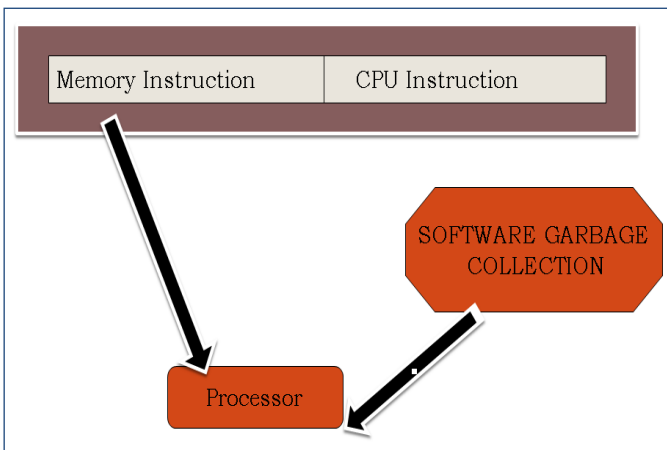 Memory Instruction
CPU Instruction
SOFTWARE GARBAGE
COLLECTION
Processor